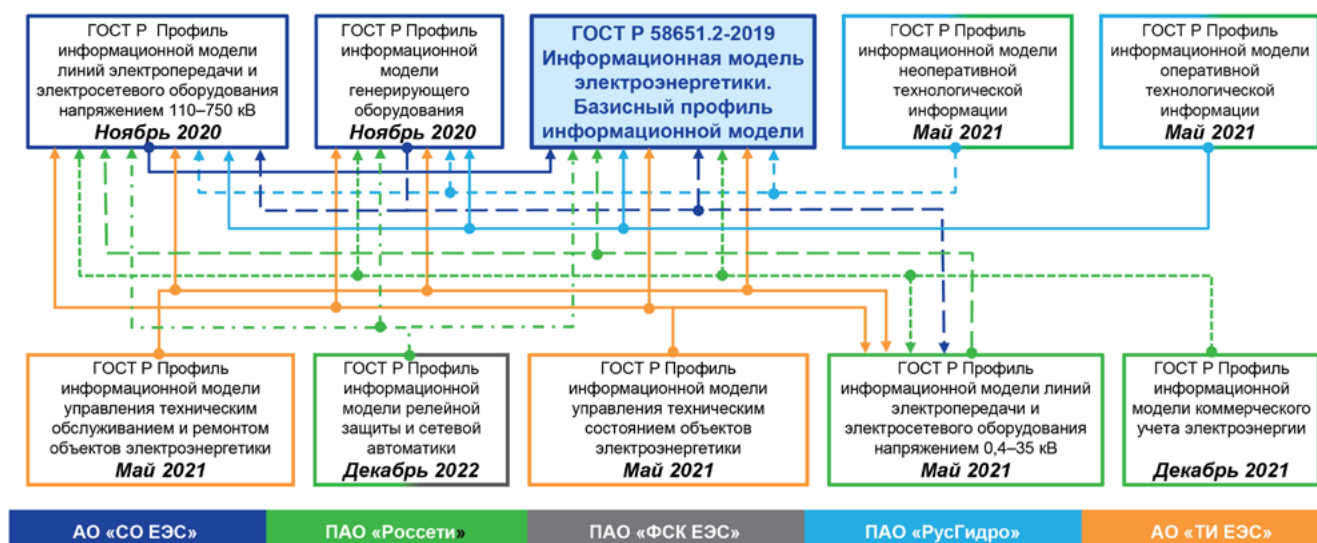 ГОСТ Р Профиль
информационной модели
линий электропередачи и
электросетевого оборудования
напряжением 110–750 кВ
Ноябрь 2020
ГОСТ Р Профиль
информационной
модели
генерирующего
оборудования
Ноябрь 2020
ГОСТ Р 58651.2-2019
Информационная модель
электроэнергетики.
Базисный профиль
информационной модели
ГОСТ Р Профиль
информационной модели
неоперативной
технологической
информации
Май 2021
ГОСТ Р Профиль
информационной модели
оперативной
технологической
информации
Май 2021
ГОСТ Р Профиль
информационной модели
управления техническим
обслуживанием и ремонтом
объектов электроэнергетики
Май 2021
ГОСТ Р Профиль
информационной
модели релейной
защиты и сетевой
автоматики
Декабрь 2022
ГОСТ Р Профиль
информационной модели
управления техническим
состоянием объектов
электроэнергетики
Май 2021
ГОСТ Р Профиль
информационной модели линий
электропередачи и
электросетевого оборудования
напряжением 0,4–35 кВ
Май 2021
ГОСТ Р Профиль
информационной
модели коммерческого
учета электроэнергии
Декабрь 2021
АО «СО ЕЭС»
ПАО «Россети»
ПАО «ФСК ЕЭС»
ПАО «РусГидро»
АО «ТИ ЕЭС»